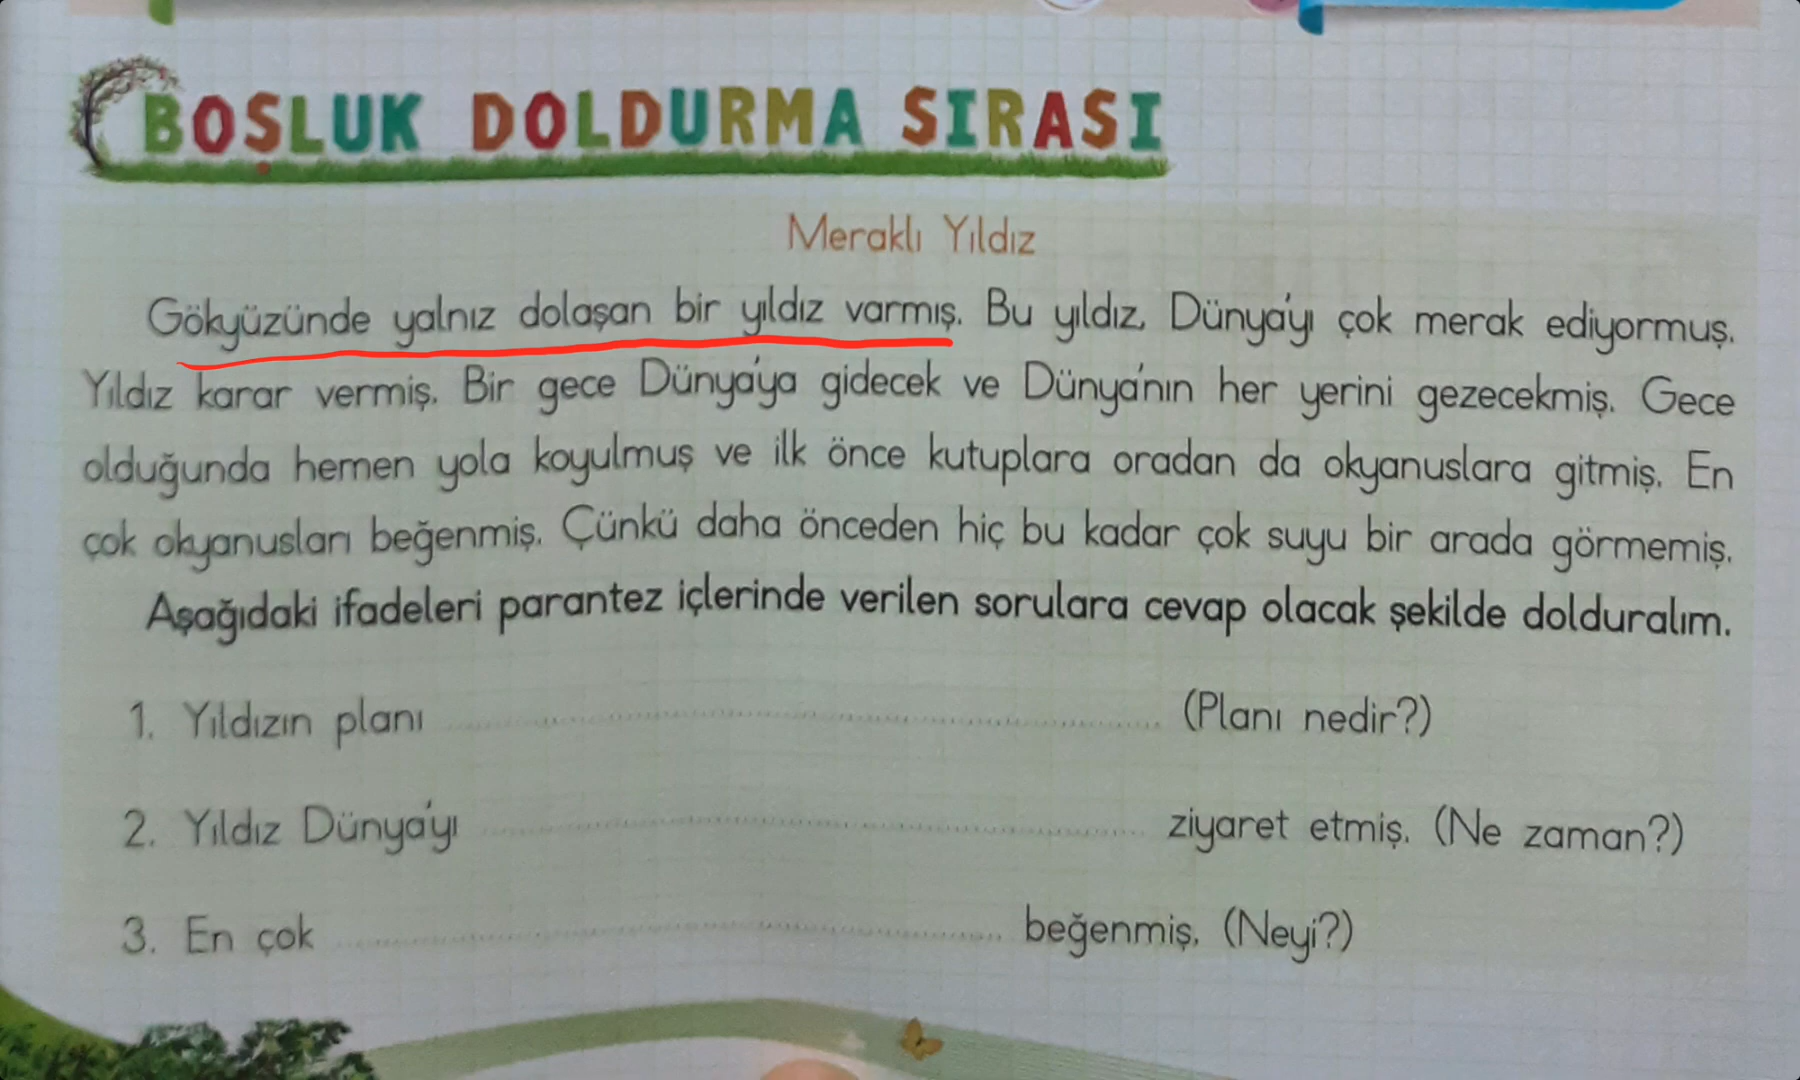 BOŞLUK DOLDURMA SIRASI
Meraklı Yıldız
Gökyüzünde yalnız dolaşan bir yıldız varmış. Bu yıldız, Dünya'yı çok merak ediyormuş.
Yıldız karar vermiş. Bir gece Dünya'ya gidecek ve Dünya'nın her yerini gezecekmiş. Gece
olduğunda hemen yola koyulmuş ve ilk önce kutuplara oradan da okyanuslara gitmiş. En
çok okyanusları beğenmiş. Çünkü daha önceden hiç bu kadar çok suyu bir arada görmemiş.
Aşağıdaki ifadeleri parantez içlerinde verilen sorulara cevap olacak şekilde dolduralım.
1. Yıldızın planı .................... (Planı nedir?)
2. Yıldız Dünya'yı .................... ziyaret etmiş. (Ne zaman?)
3. En çok .................... beğenmiş. (Neyi?)